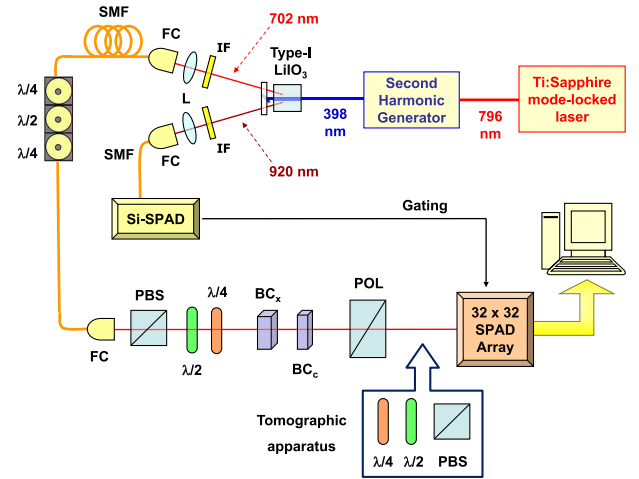 SMF
FC
IF
702 nm
Type-I
LiIO₃
λ/4
λ/2
λ/4
L
398
nm
Second
Harmonic
Generator
796
nm
Ti:Sapphire
mode-locked
laser
SMF
FC
IF
920 nm
Si-SPAD
Gating
PBS
λ/4
BCₓ
POL
FC
λ/2
BC꜀
32 x 32
SPAD
Array
Tomographic
apparatus
λ/4
λ/2
PBS